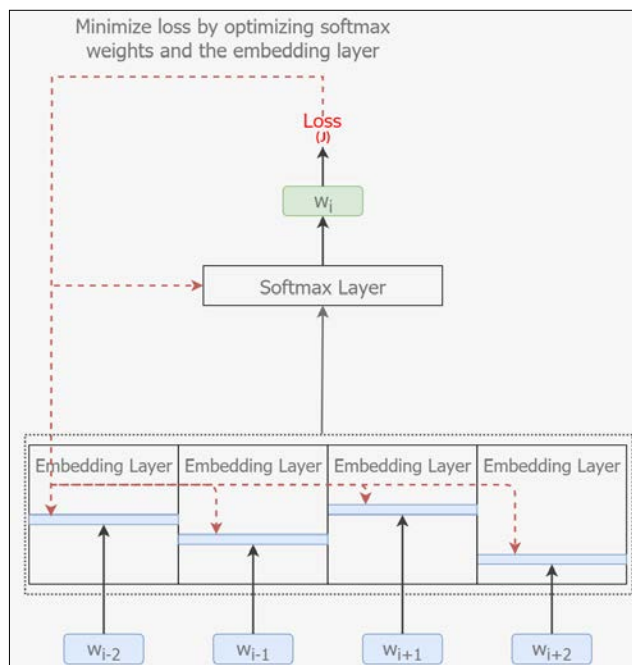 Minimize loss by optimizing softmax
weights and the embedding layer
Loss
(J)
wᵢ
Softmax Layer
Embedding Layer Embedding Layer Embedding Layer Embedding Layer
wᵢ₋₂ wᵢ₋₁ wᵢ₊₁ wᵢ₊₂